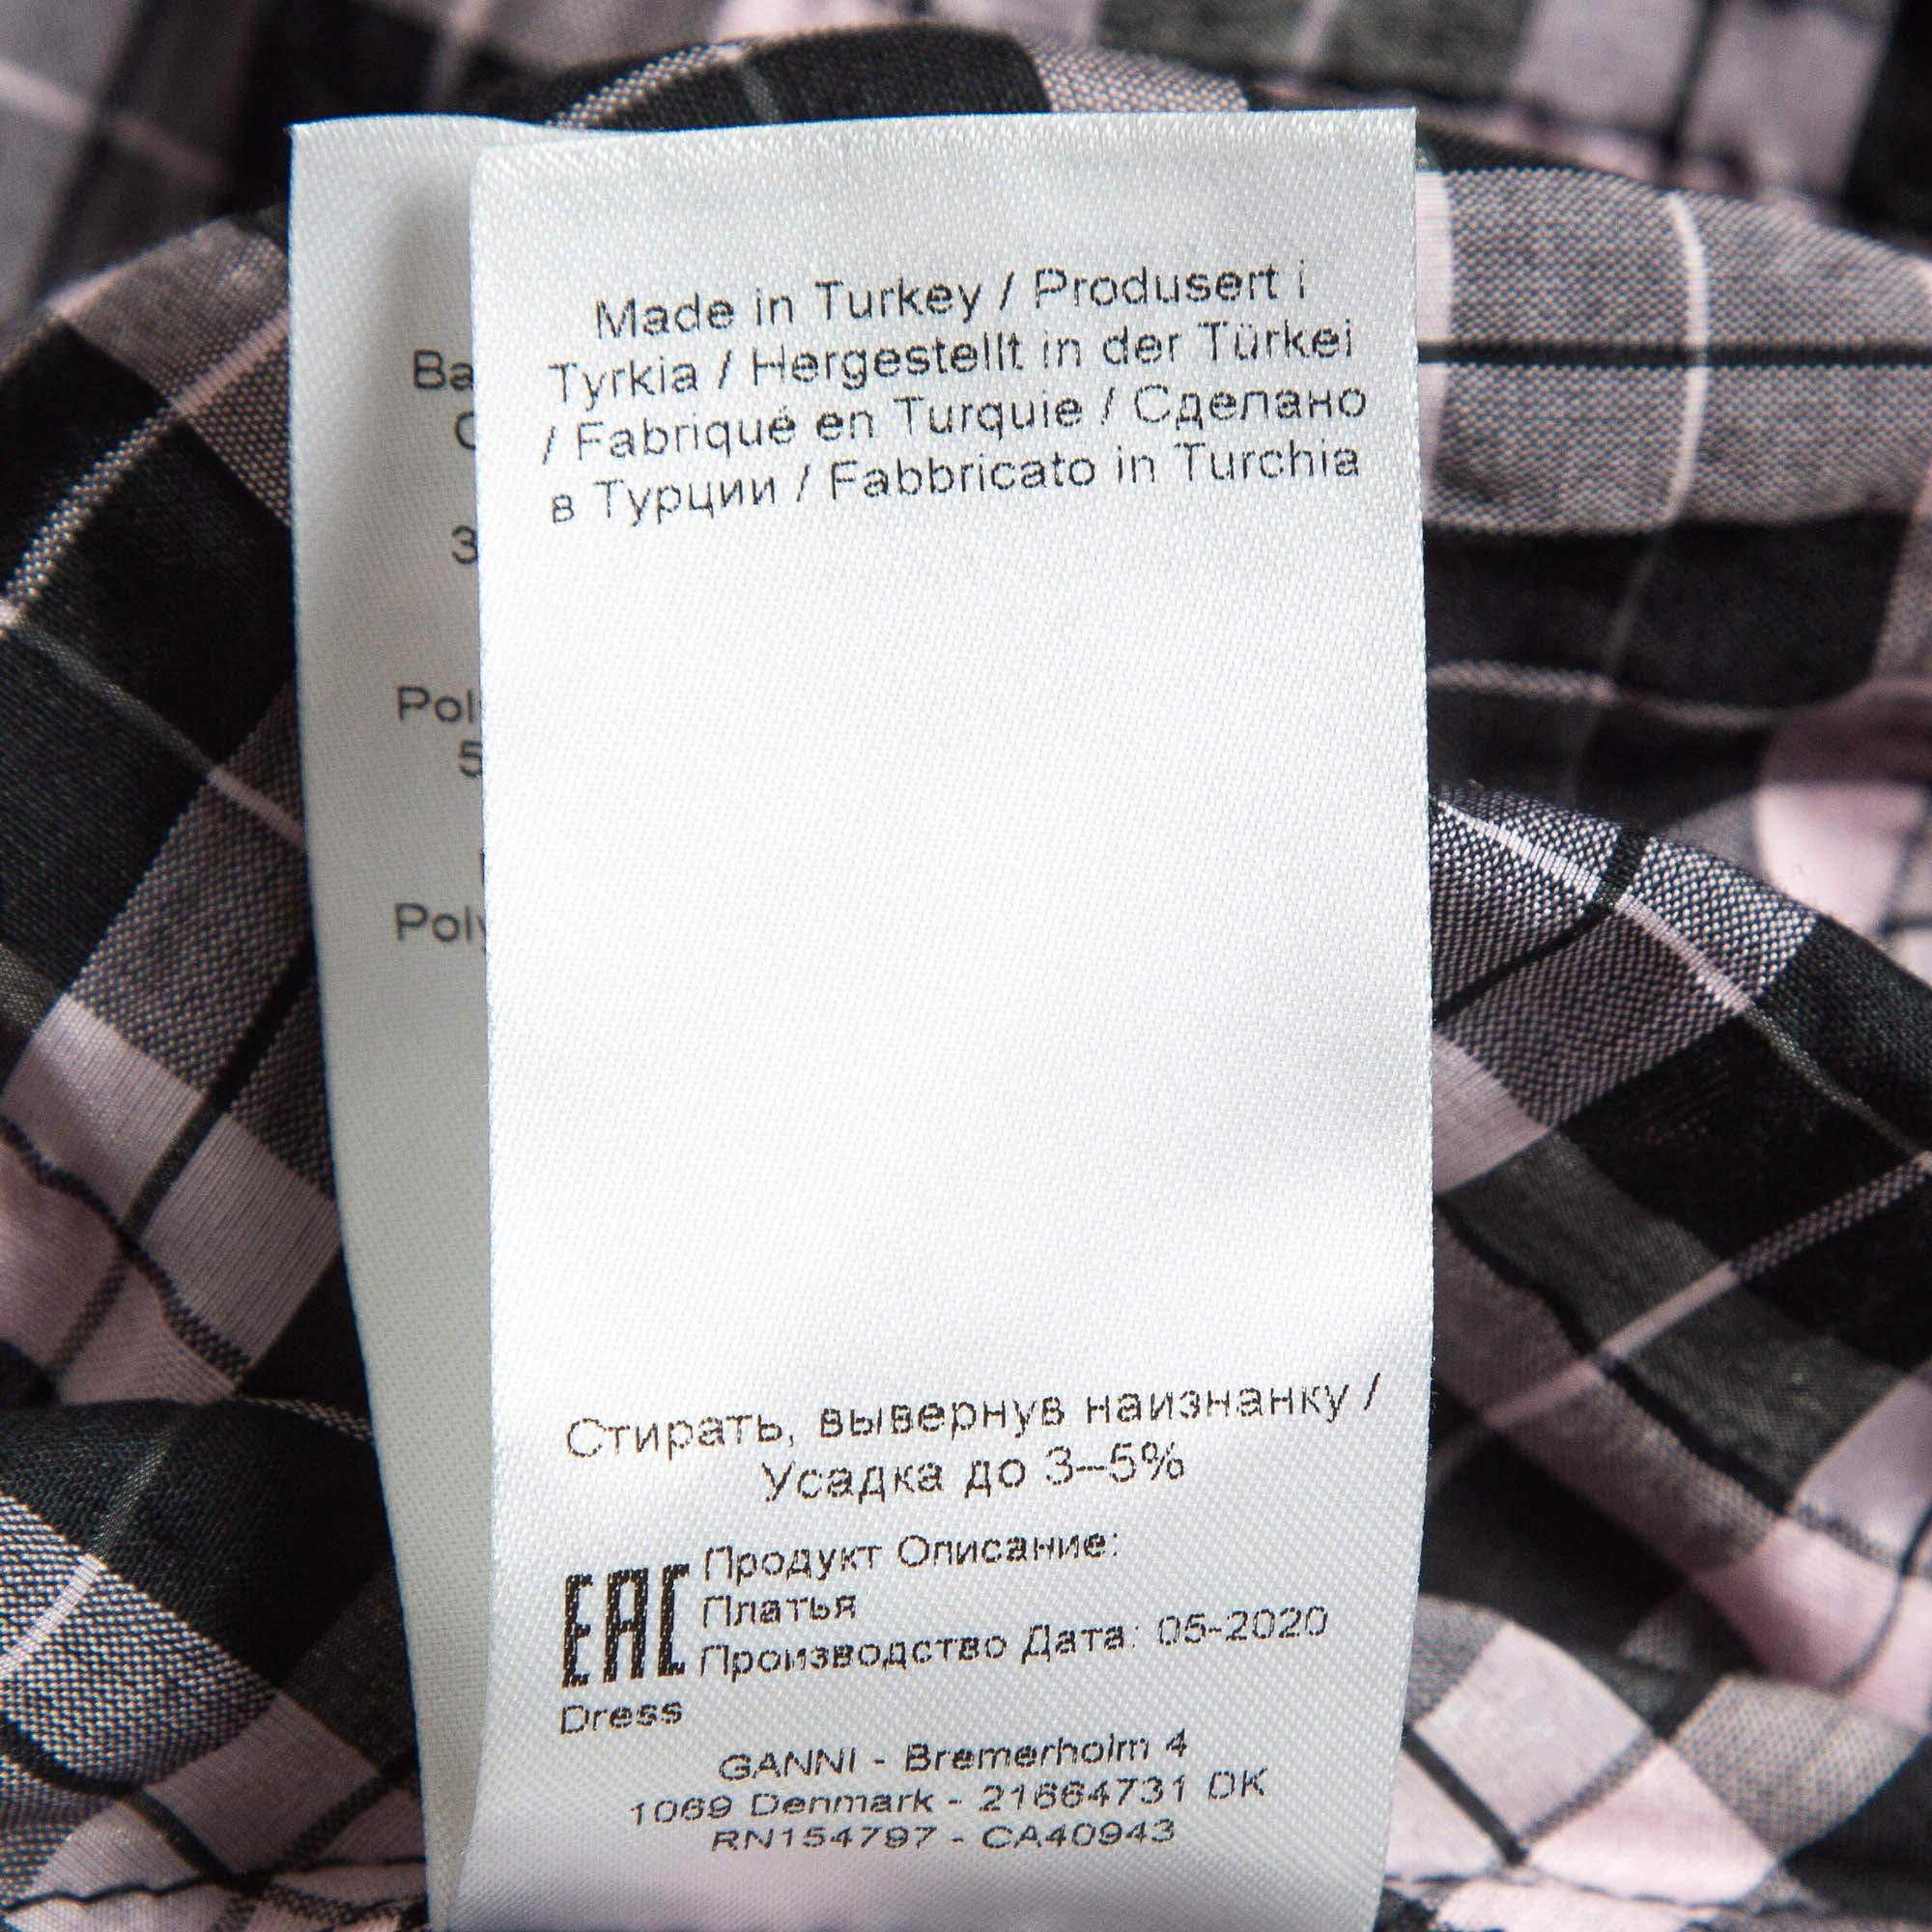 Made in Turkey / Produsert i
Tyrkia / Hergestellt in der Türkei
/ Fabriqué en Turquie / Сделано
в Турции / Fabbricato in Turchia
Стирать, вывернув наизнанку /
Усадка до 3–5%
EAC
Продукт Описание:
Платья
Производство Дата: 05-2020
Dress
GANNI - Bremerholm 4
1069 Denmark - 21664731 DK
RN154797 - CA40943